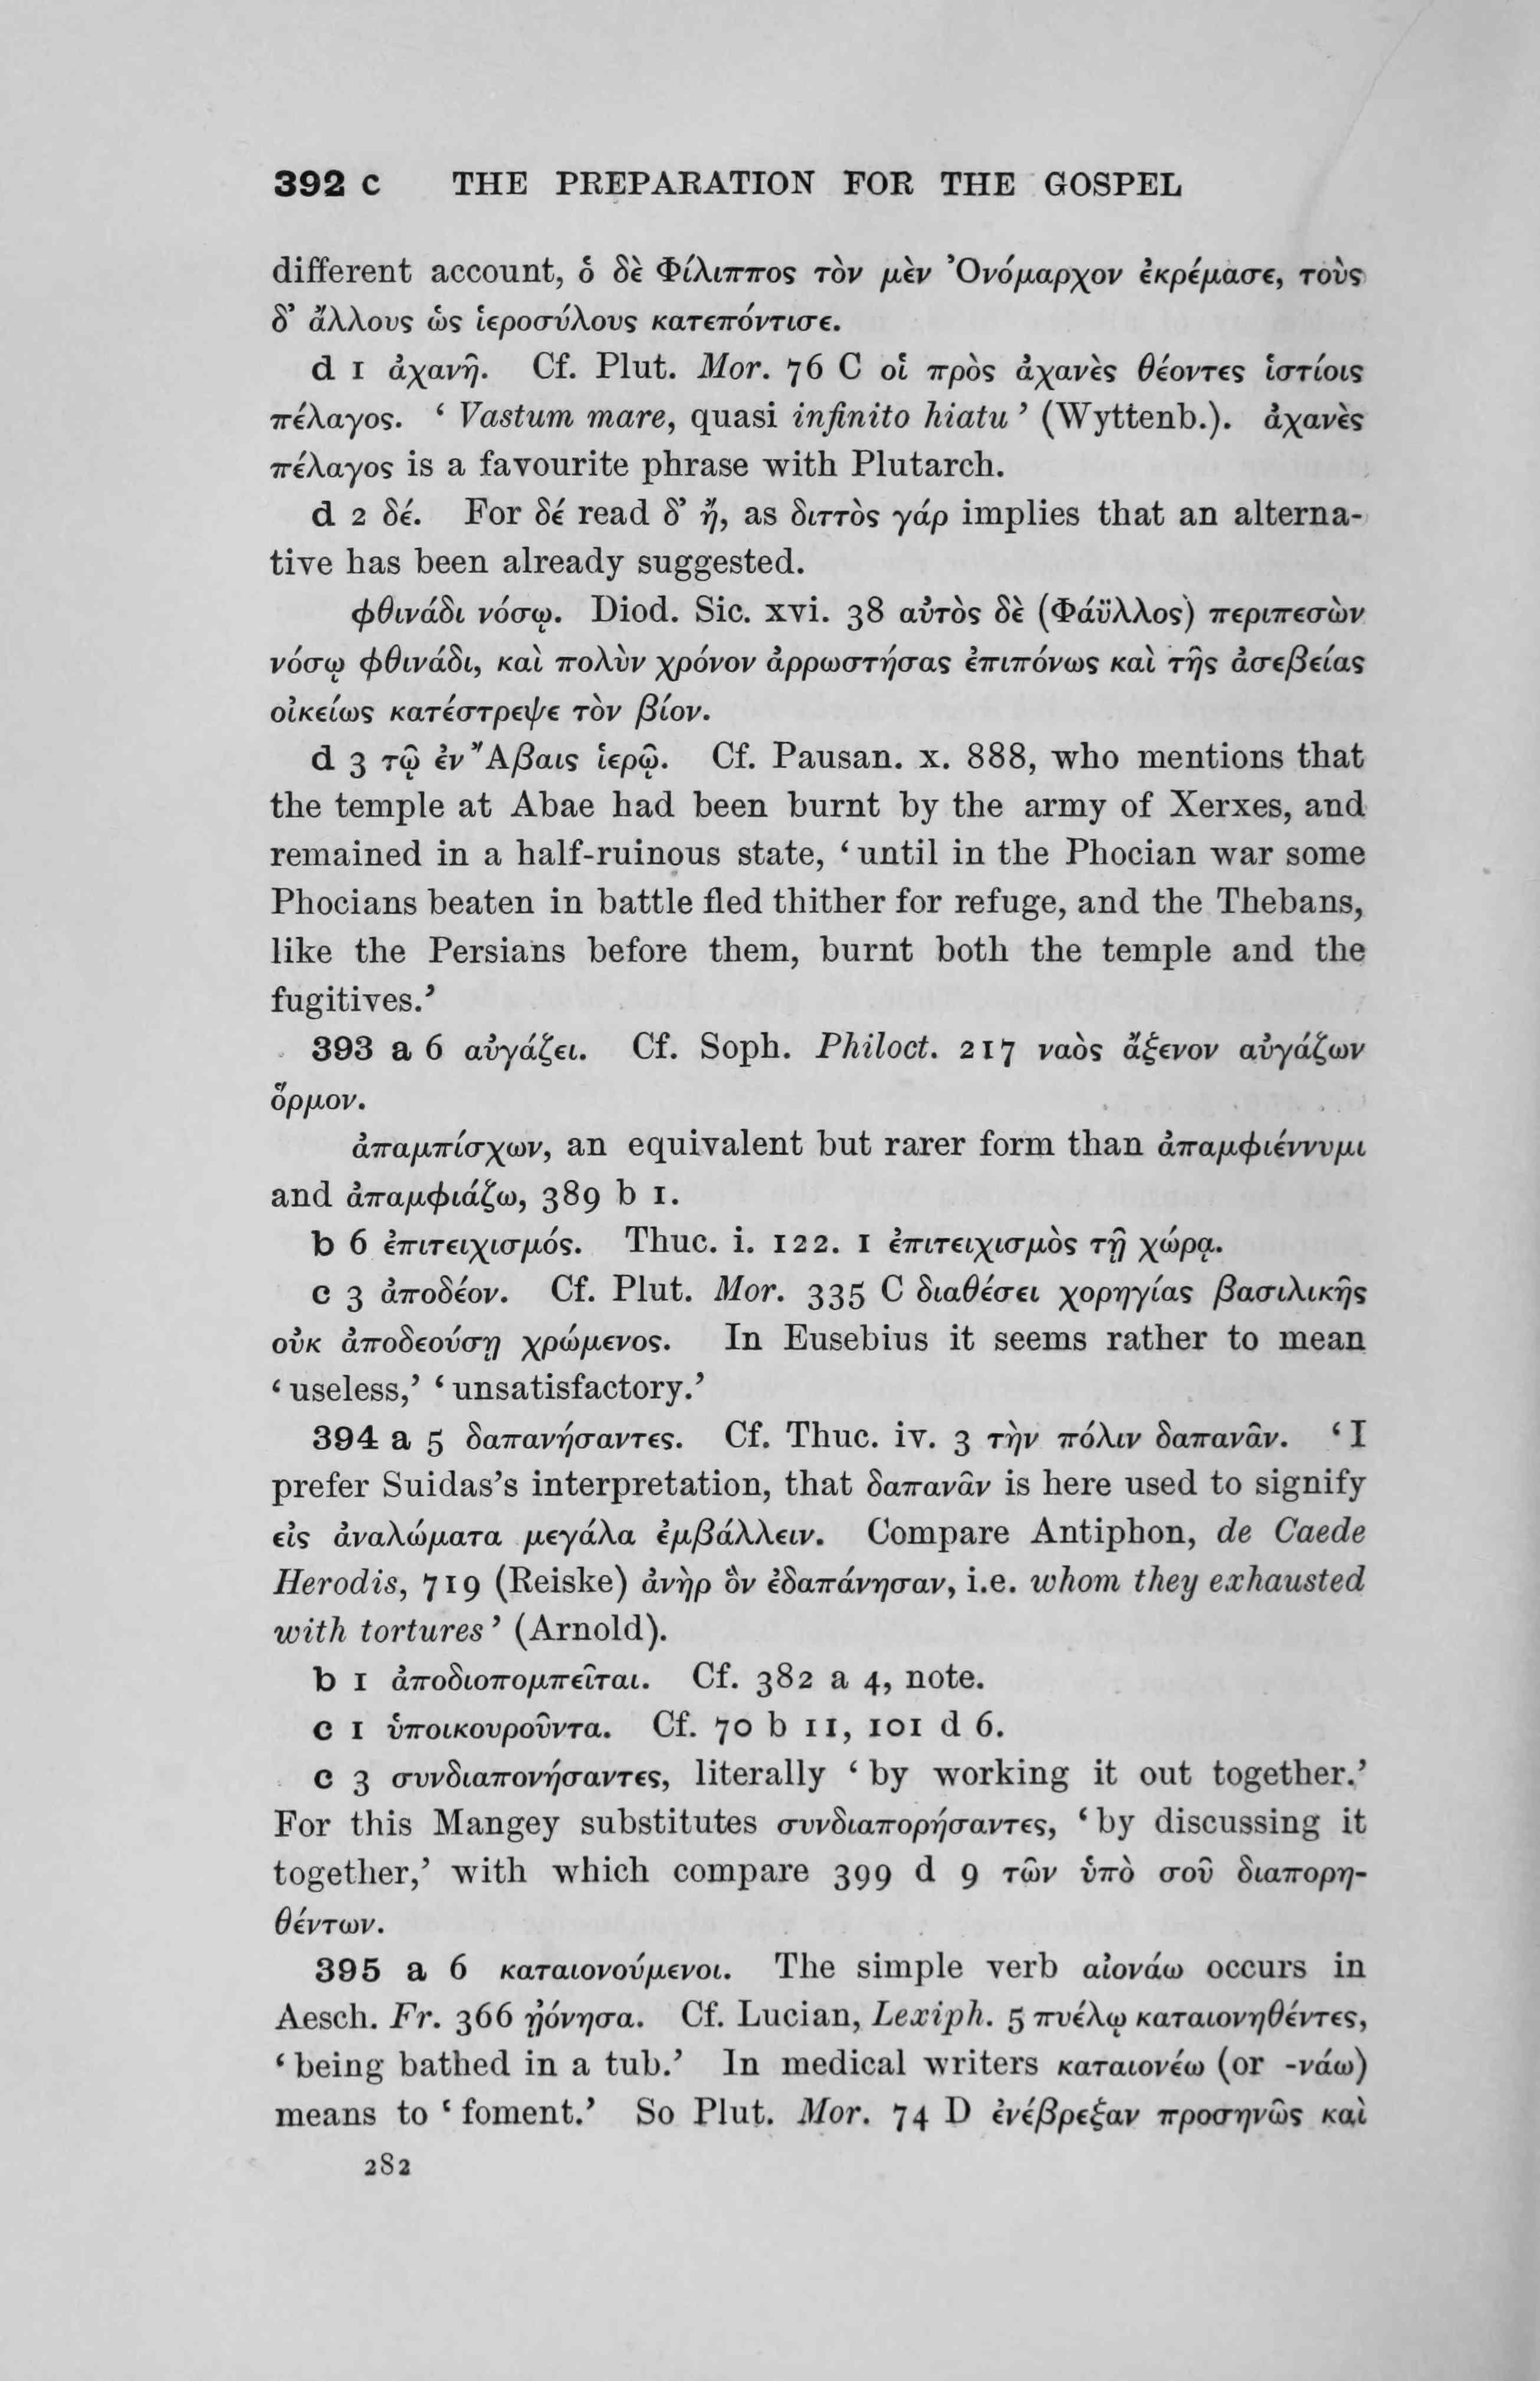 392 c THE PREPARATION FOR THE GOSPEL
different account, ὁ δὲ Φίλιππος τὸν μὲν Ὀνόμαρχον ἐκρέμασε, τοὺς
δ’ ἄλλους ὡς ἱεροσύλους κατεπόντισε.
d 1 ἀχανῆ. Cf. Plut. Mor. 76 C οἱ πρὸς ἀχανὲς θέοντες ἱστίοις
πέλαγος. ‘Vastum mare, quasi infinito hiatu’ (Wyttenb.). ἀχανὲς
πέλαγος is a favourite phrase with Plutarch.
d 2 δέ. For δέ read δ’ ἤ, as διττὸς γάρ implies that an alterna-
tive has been already suggested.
φθινάδι νόσῳ. Diod. Sic. xvi. 38 αὐτὸς δὲ (Φάϋλλος) περιπεσὼν
νόσῳ φθινάδι, καὶ πολὺν χρόνον ἀρρωστήσας ἐπιπόνως καὶ τῆς ἀσεβείας
οἰκείως κατέστρεψε τὸν βίον.
d 3 τῷ ἐν Ἄβαις ἱερῷ. Cf. Pausan. x. 888, who mentions that
the temple at Abae had been burnt by the army of Xerxes, and
remained in a half-ruinous state, ‘until in the Phocian war some
Phocians beaten in battle fled thither for refuge, and the Thebans,
like the Persians before them, burnt both the temple and the
fugitives.’
393 a 6 αὐγάζει. Cf. Soph. Philoct. 217 ναὸς ἄξενον αὐγάζων
ὅρμον.
ἀπαμπίσχων, an equivalent but rarer form than ἀπαμφιέννυμι
and ἀπαμφιάζω, 389 b 1.
b 6 ἐπιτειχισμός. Thuc. i. 122. 1 ἐπιτειχισμὸς τῇ χώρᾳ.
c 3 ἀποδέον. Cf. Plut. Mor. 335 C διαθέσει χορηγίας βασιλικῆς
οὐκ ἀποδεούσῃ χρώμενος. In Eusebius it seems rather to mean
‘useless,’ ‘unsatisfactory.’
394 a 5 δαπανήσαντες. Cf. Thuc. iv. 3 τὴν πόλιν δαπανᾶν. ‘I
prefer Suidas’s interpretation, that δαπανᾶν is here used to signify
εἰς ἀναλώματα μεγάλα ἐμβάλλειν. Compare Antiphon, de Caede
Herodis, 719 (Reiske) ἀνὴρ ὃν ἐδαπάνησαν, i.e. whom they exhausted
with tortures’ (Arnold).
b 1 ἀποδιοπομπεῖται. Cf. 382 a 4, note.
c 1 ὑποικουροῦντα. Cf. 70 b 11, 101 d 6.
c 3 συνδιαπονήσαντες, literally ‘by working it out together.’
For this Mangey substitutes συνδιαπορήσαντες, ‘by discussing it
together,’ with which compare 399 d 9 τῶν ὑπὸ σοῦ διαπορη-
θέντων.
395 a 6 καταιονούμενοι. The simple verb αἰονάω occurs in
Aesch. Fr. 366 ᾐόνησα. Cf. Lucian, Lexiph. 5 πυέλῳ καταιονηθέντες,
‘being bathed in a tub.’ In medical writers καταιονέω (or -νάω)
means to ‘foment.’ So Plut. Mor. 74 D ἐνέβρεξαν προσηνῶς καὶ
282